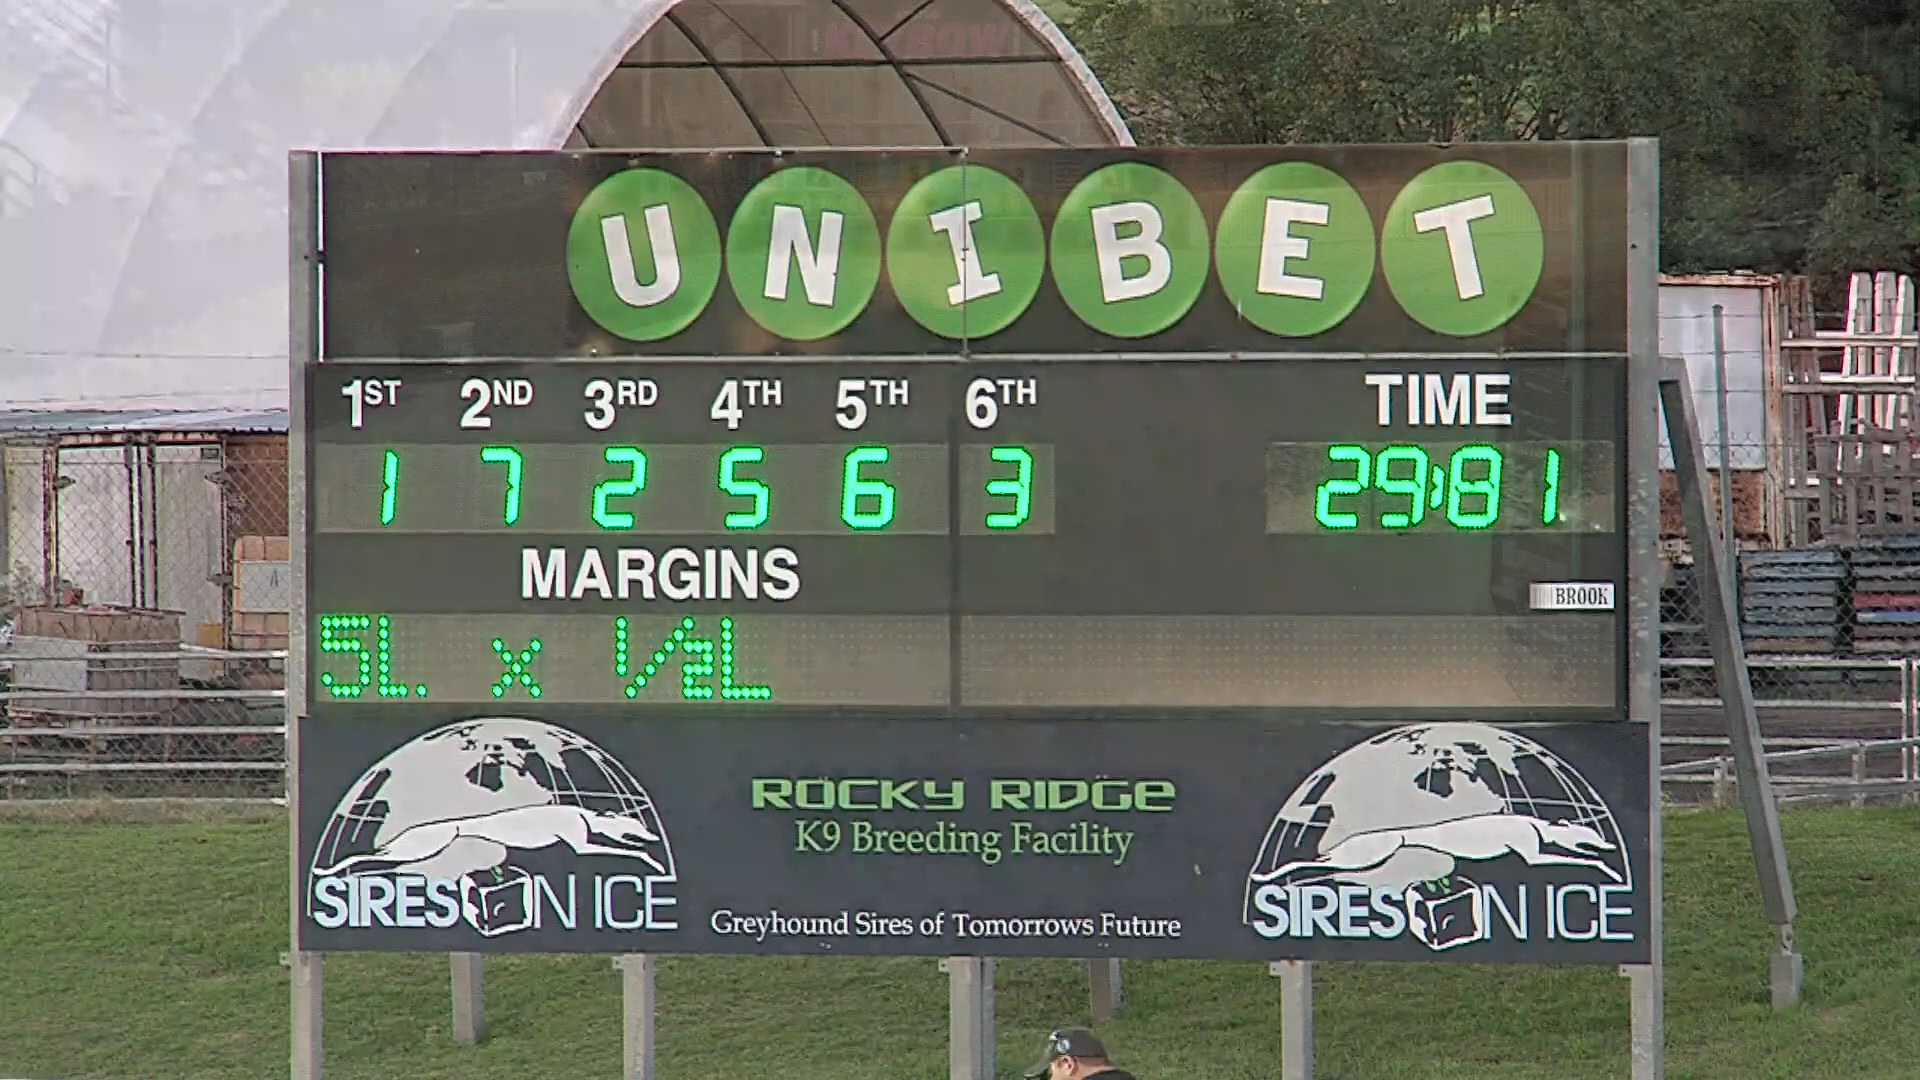 UNIBET
1ST 2ND 3RD 4TH 5TH 6TH TIME
1 7 2 5 6 3 29:81
MARGINS
BROOK
5L. x 1/2L
ROCKY RIDGE
K9 Breeding Facility
SIRES ON ICE
Greyhound Sires of Tomorrows Future
SIRES ON ICE